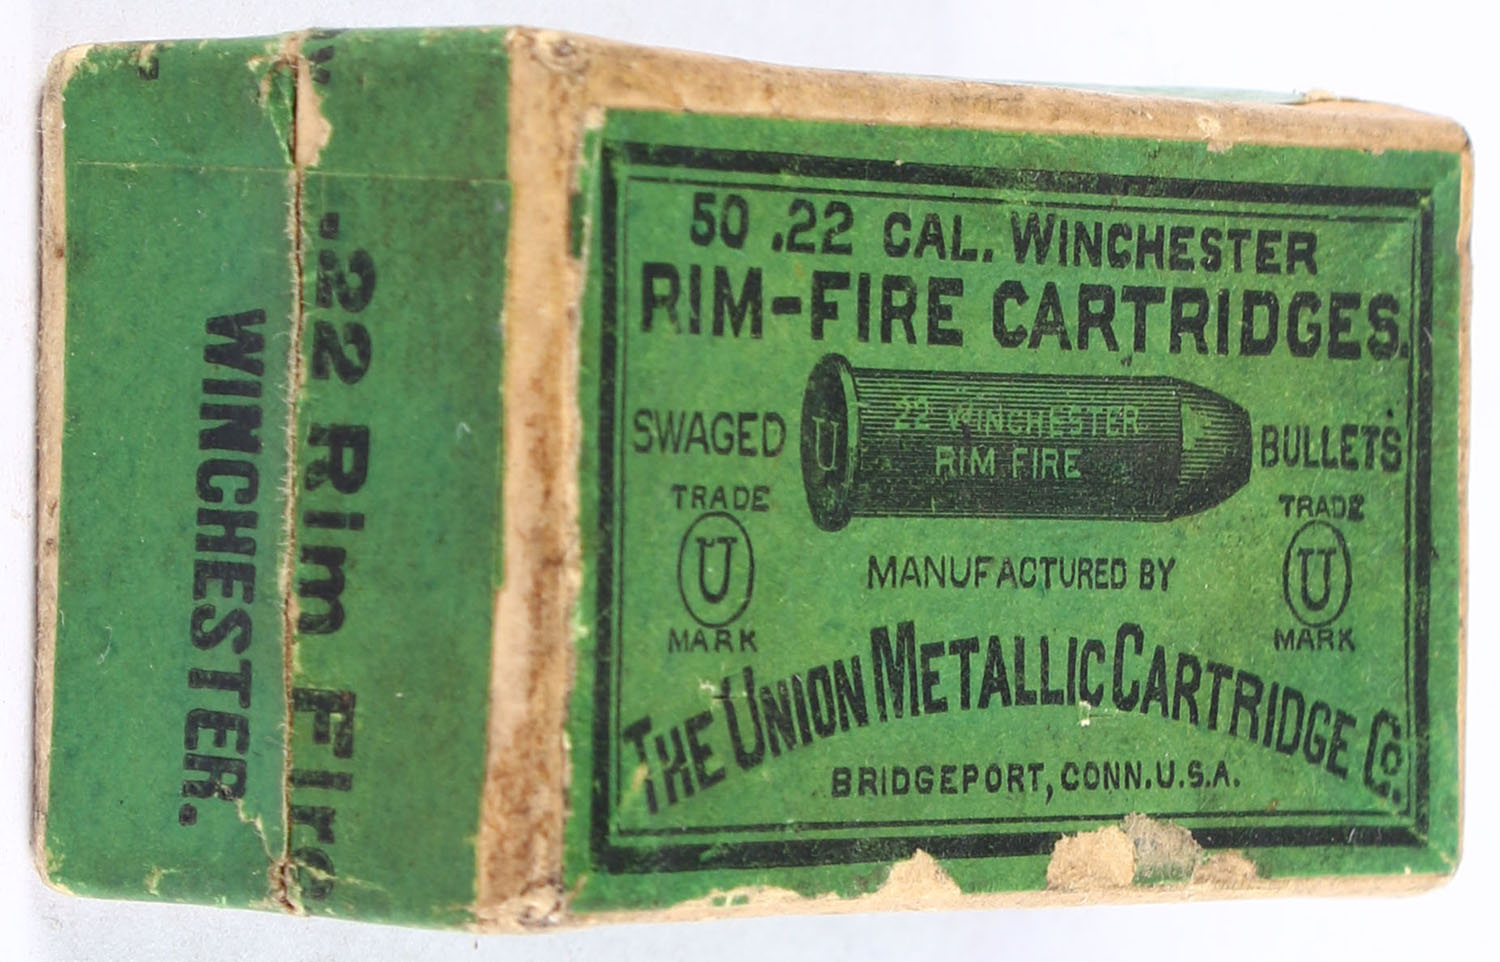 50 .22 CAL. WINCHESTER
RIM-FIRE CARTRIDGES.
SWAGED
BULLETS
U
22 WINCHESTER
RIM FIRE
TRADE
U
MARK
TRADE
U
MARK
MANUFACTURED BY
THE UNION METALLIC CARTRIDGE CO.
BRIDGEPORT, CONN. U.S.A.
.22 Rim Fire
WINCHESTER.